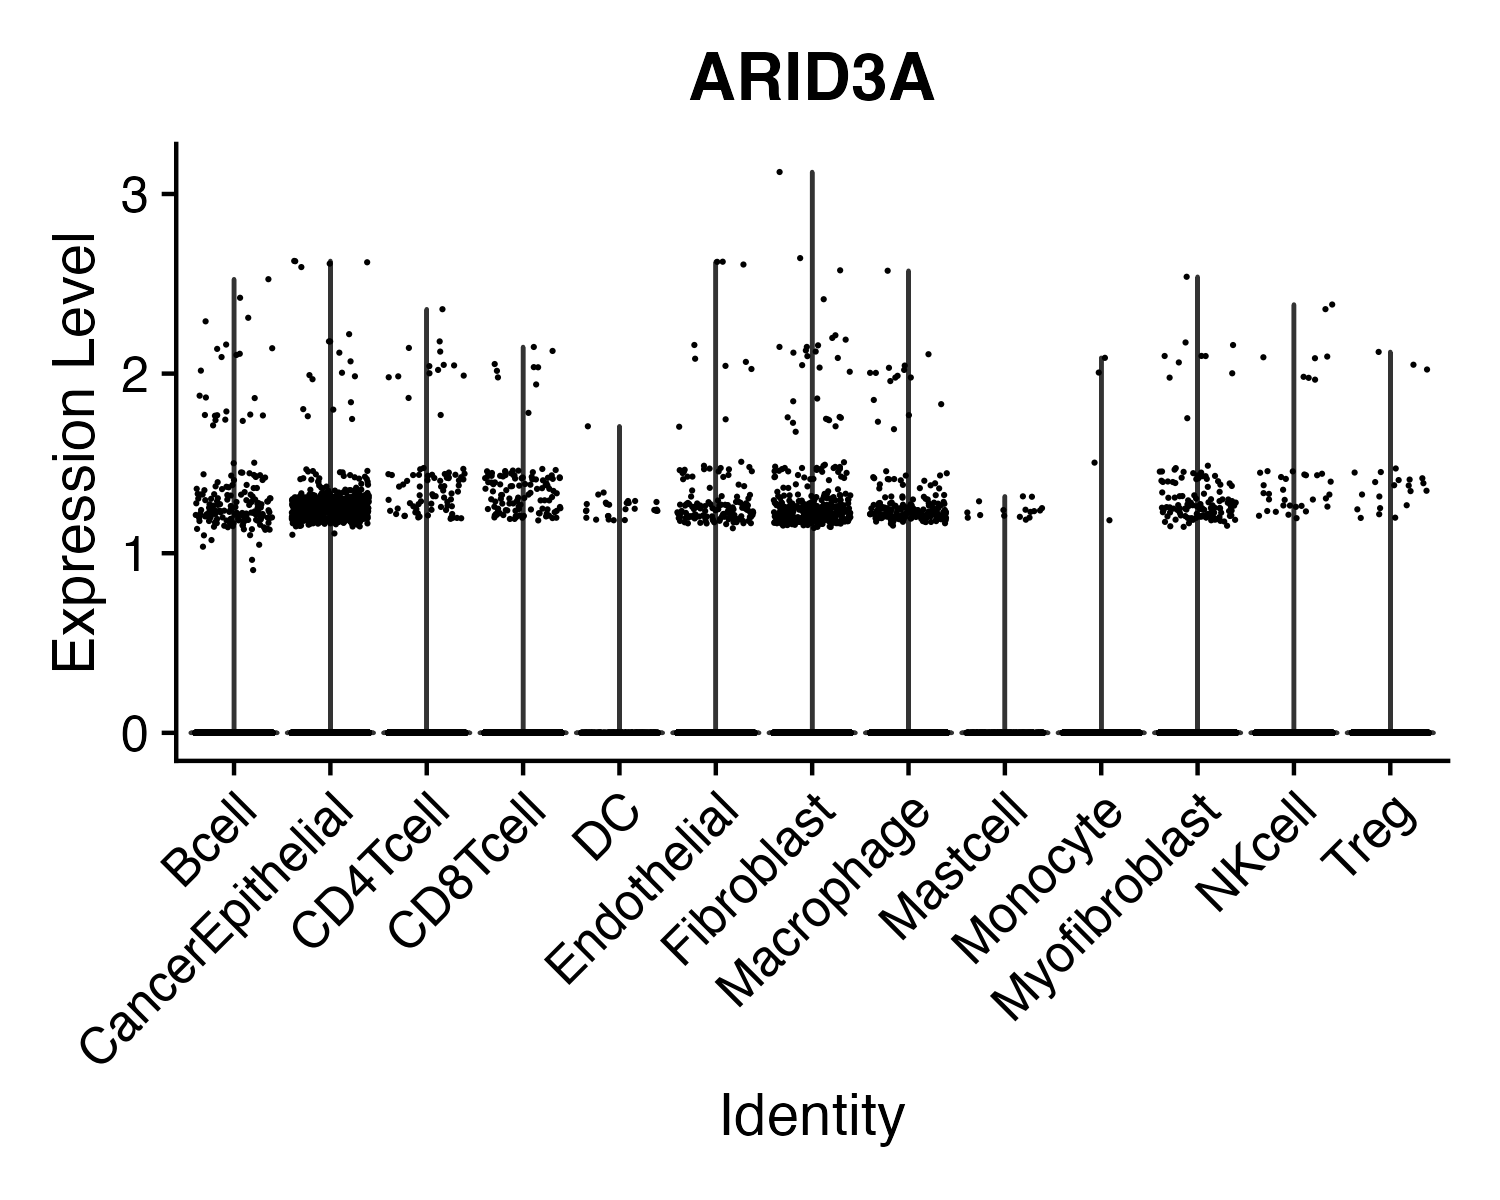 ARID3A
Expression Level
3
2
1
0
Bcell
CancerEpithelial
CD4Tcell
CD8Tcell
DC
Endothelial
Fibroblast
Macrophage
Mastcell
Monocyte
Myofibroblast
NKcell
Treg
Identity